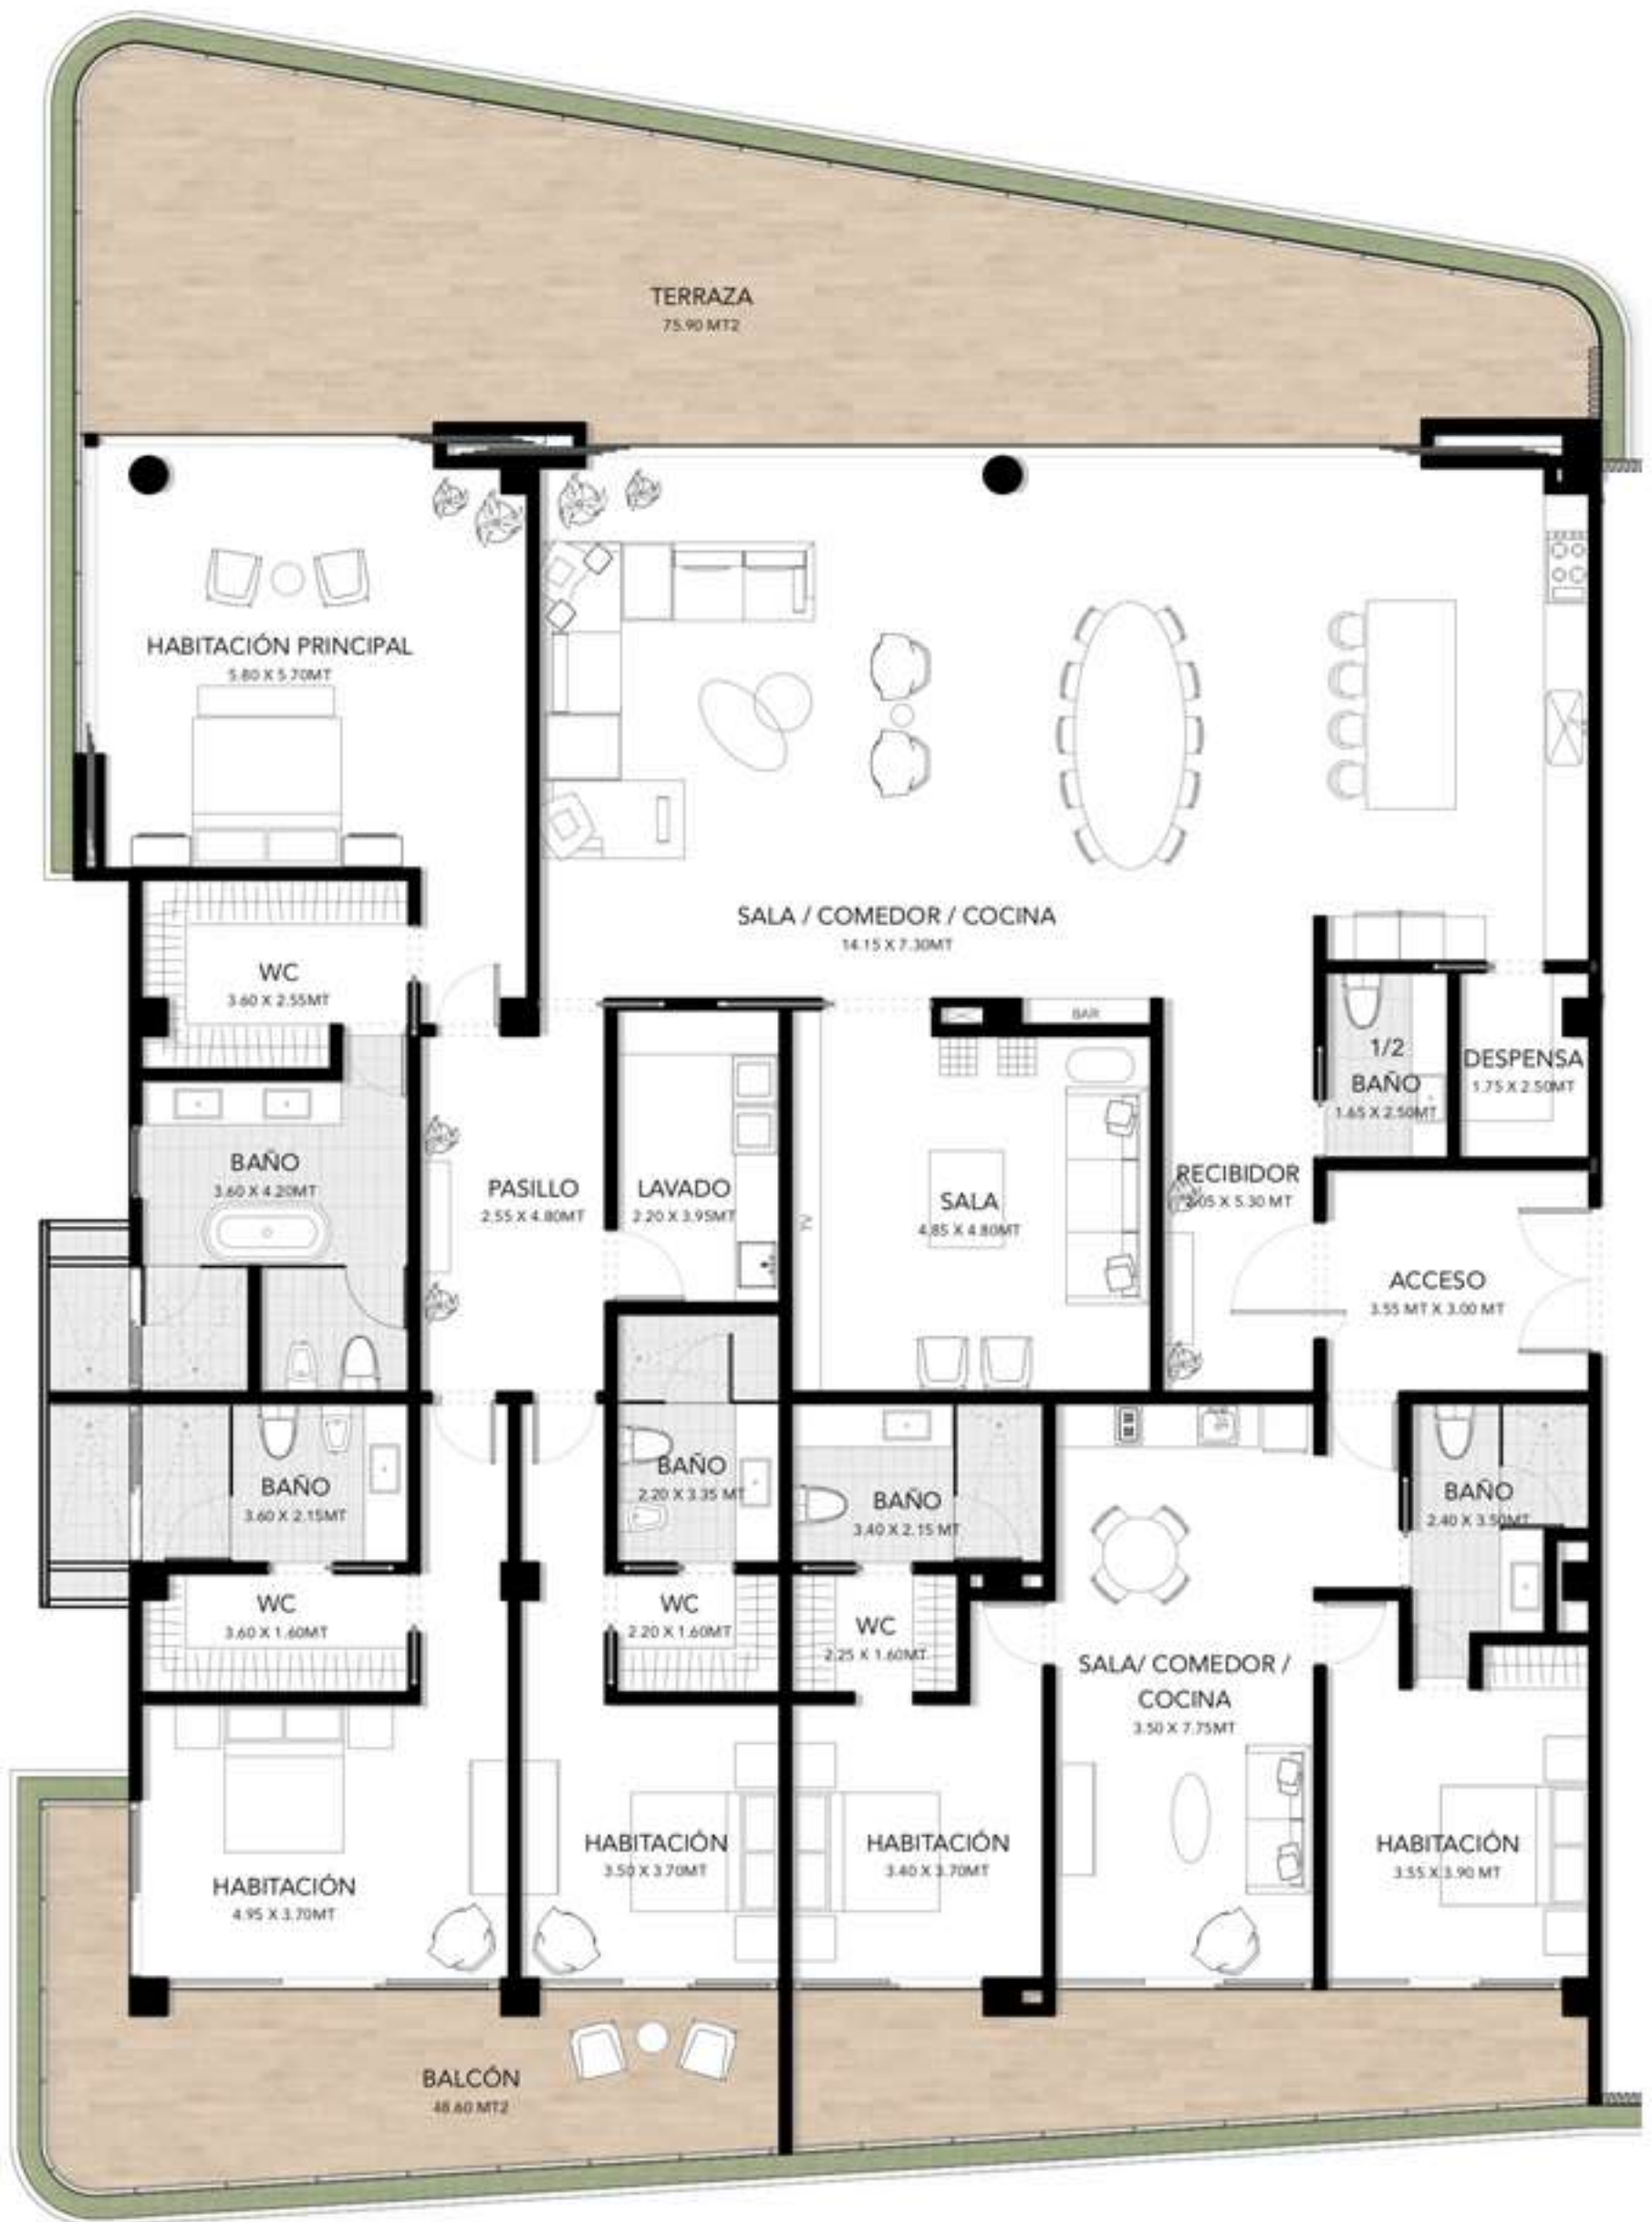 TERRAZA
75.90 MT2
HABITACIÓN PRINCIPAL
5.80 X 5.70MT
SALA / COMEDOR / COCINA
14.15 X 7.30MT
WC
3.60 X 2.55MT
BAR
1/2
BAÑO
1.65 X 2.50MT
DESPENSA
1.75 X 2.50MT
BAÑO
3.60 X 4.20MT
PASILLO
2.55 X 4.80MT
LAVADO
2.20 X 3.95MT
TV
SALA
4.85 X 4.80MT
RECIBIDOR
2.05 X 5.30 MT
ACCESO
3.55 MT X 3.00 MT
BAÑO
3.60 X 2.15MT
BAÑO
2.20 X 3.35 MT
BAÑO
3.40 X 2.15 MT
BAÑO
2.40 X 3.50MT
WC
3.60 X 1.60MT
WC
2.20 X 1.60MT
WC
2.25 X 1.60MT
SALA/ COMEDOR /
COCINA
3.50 X 7.75MT
HABITACIÓN
4.95 X 3.70MT
HABITACIÓN
3.50 X 3.70MT
HABITACIÓN
3.40 X 3.70MT
HABITACIÓN
3.55 X 3.90 MT
BALCÓN
48.60 MT2